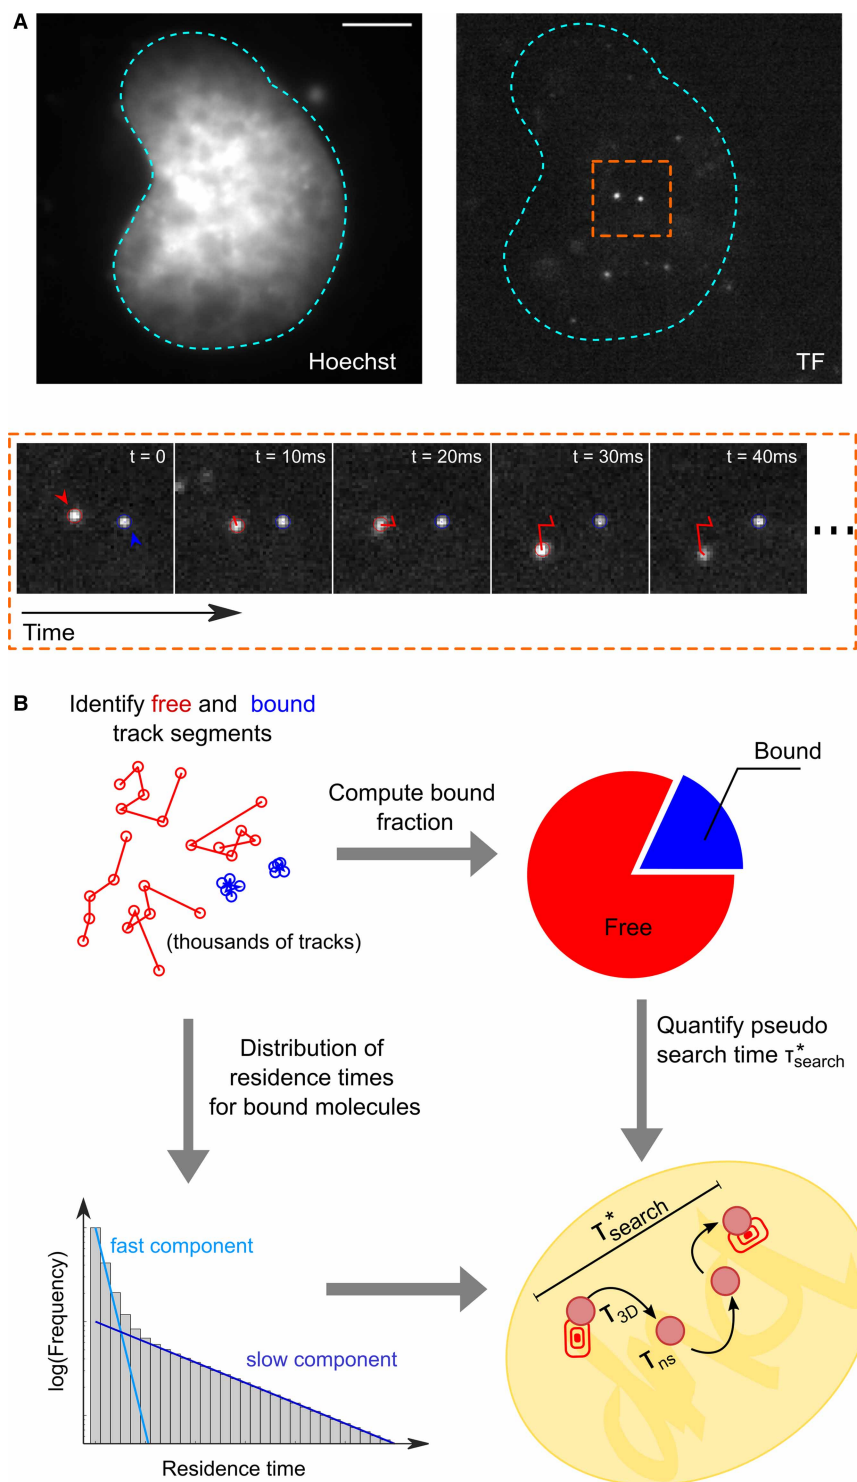 A
Hoechst
TF
t = 0
t = 10ms
t = 20ms
t = 30ms
t = 40ms
...
Time
B
Identify free and bound
track segments
(thousands of tracks)
Compute bound
fraction
Bound
Free
Distribution of
residence times
for bound molecules
Quantify pseudo
search time τ*search
log(Frequency)
fast component
slow component
Residence time
τ*search
τ3D
τns